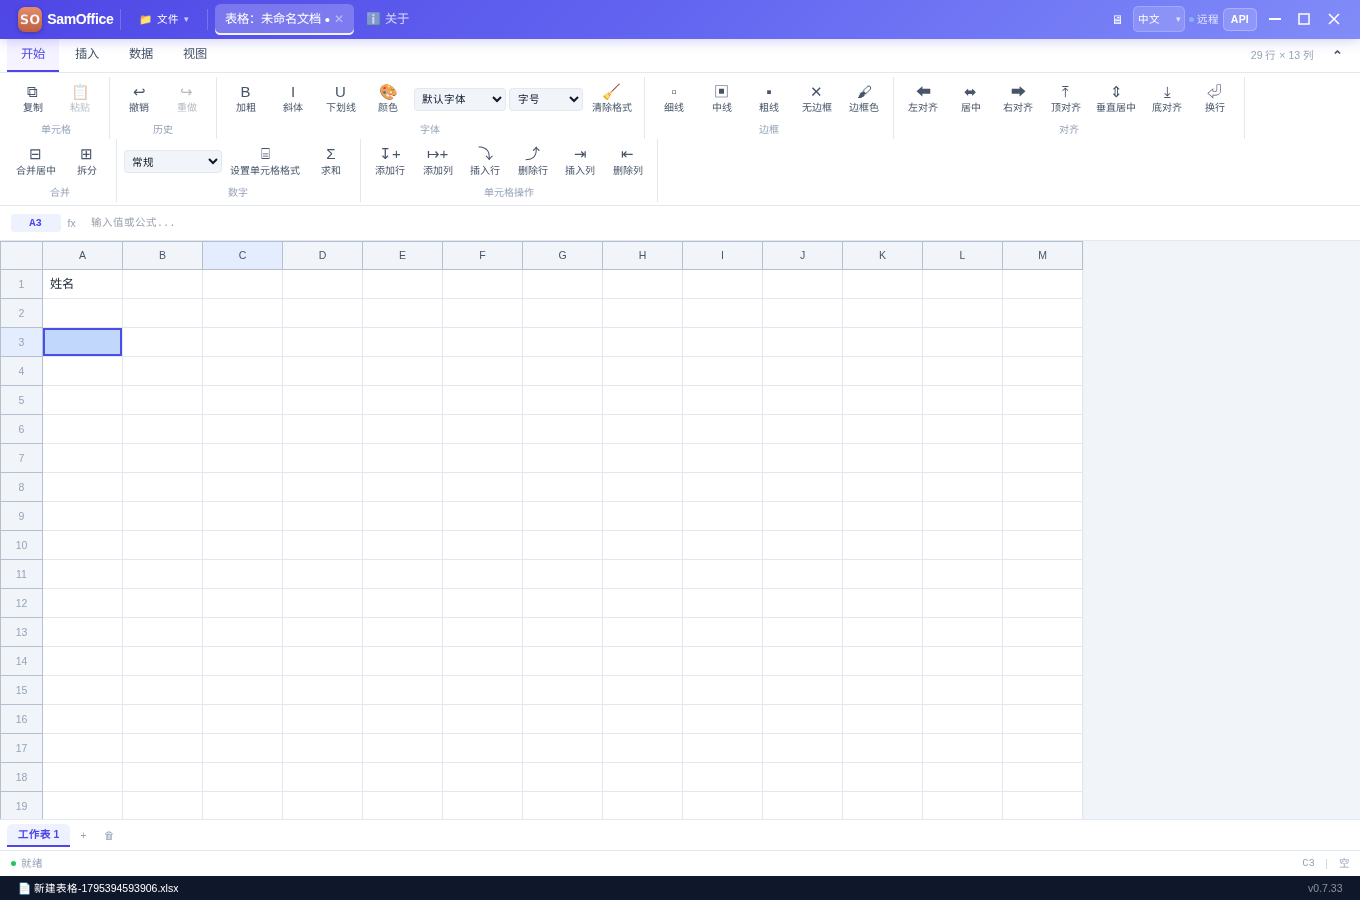 SO SamOffice 📁 文件 ▾ 表格: 未命名文档 ● ✕ ℹ️ 关于 🖥 中文 ▾ 远程 API
开始 插入 数据 视图 29 行 × 13 列
复制 粘贴 撤销 重做 B I U 默认字体 字号
加粗 斜体 下划线 颜色 清除格式 细线 中线 粗线 无边框 边框色 左对齐 居中 右对齐 顶对齐 垂直居中 底对齐 换行
单元格 历史 字体 边框 对齐
常规 Σ
合并居中 拆分 设置单元格格式 求和 添加行 添加列 插入行 删除行 插入列 删除列
合并 数字 单元格操作
A3 fx 输入值或公式...
A B C D E F G H I J K L M
1 姓名
2
3
4
5
6
7
8
9
10
11
12
13
14
15
16
17
18
19
工作表 1 + 🗑
就绪 C3 | 空
📄 新建表格-1795394593906.xlsx v0.7.33